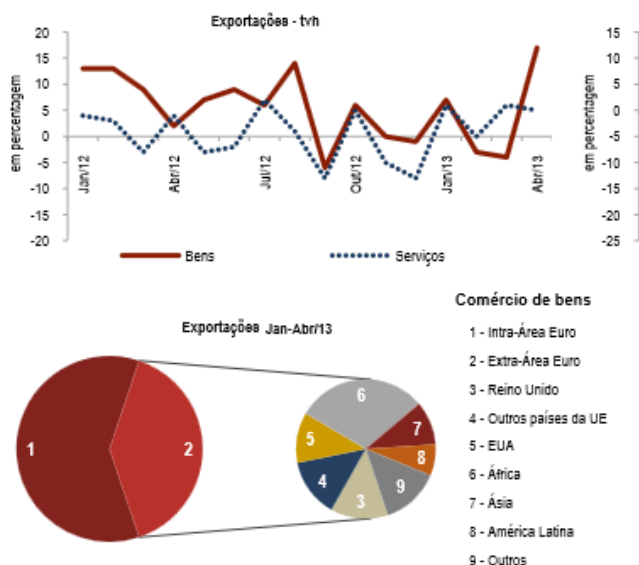 Exportações - tvh
em percentagem
20
15
10
5
0
-5
-10
-15
-20
Jan/12
Abr/12
Jul/12
Out/12
Jan/13
Abr/13
Bens
Serviços
em percentagem
15
10
5
0
-5
-10
-15
-20
-25
Exportações Jan-Abr/13
1
2
3
4
5
6
7
8
9
Comércio de bens
1 - Intra-Área Euro
2 - Extra-Área Euro
3 - Reino Unido
4 - Outros países da UE
5 - EUA
6 - África
7 - Ásia
8 - América Latina
9 - Outros